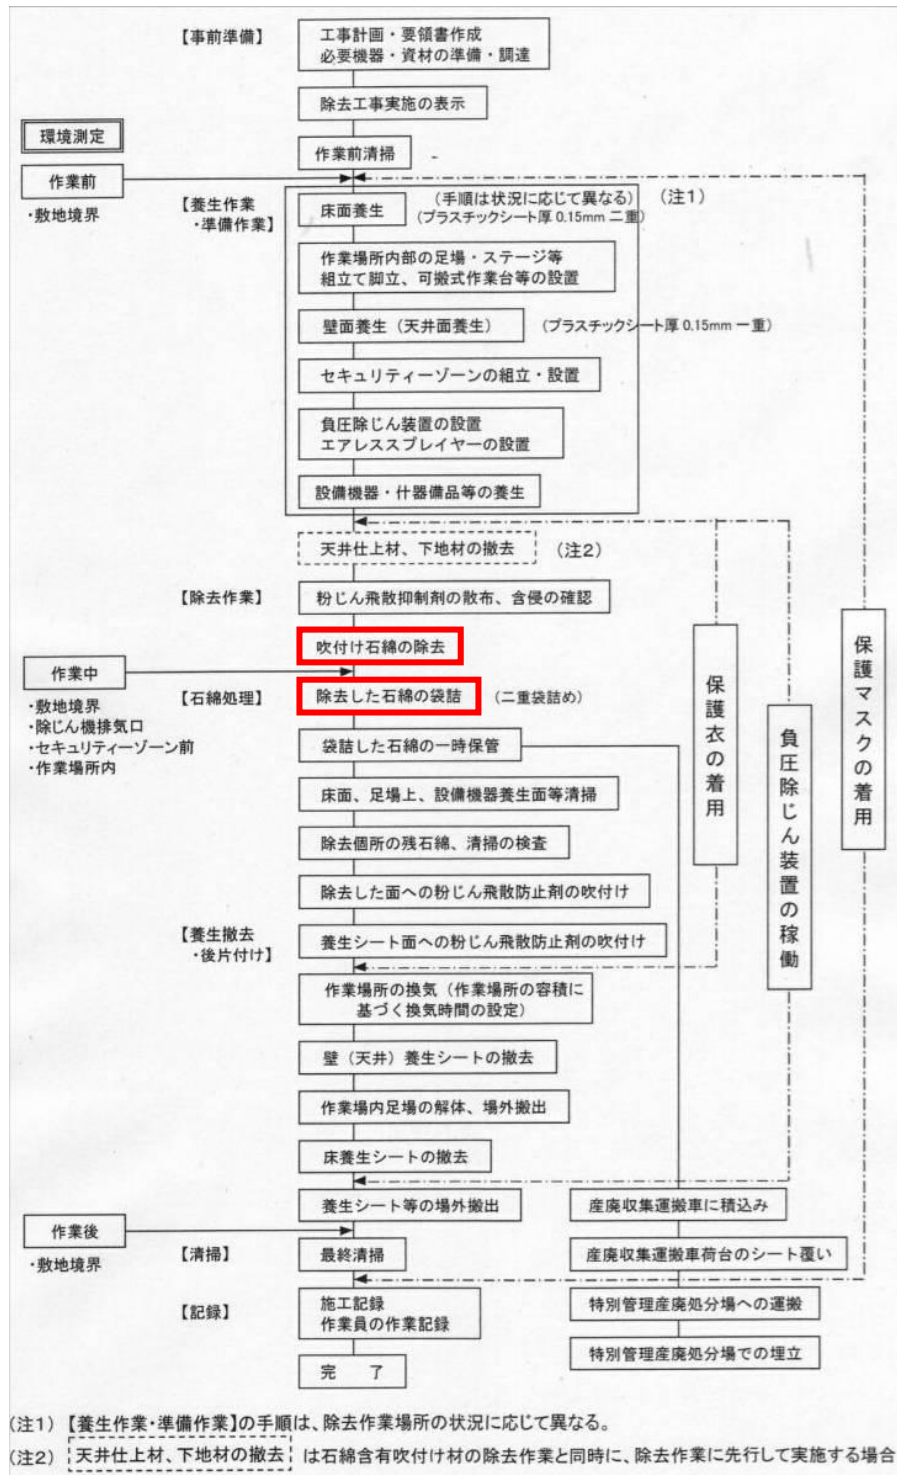 【事前準備】
工事計画・要領書作成
必要機器・資材の準備・調達
除去工事実施の表示
環境測定
作業前清掃
作業前
・敷地境界
【養生作業
・準備作業】
床面養生
(手順は状況に応じて異なる)
(注1)
(プラスチックシート厚0.15mm 二重)
作業場所内部の足場・ステージ等
組立て脚立、可搬式作業台等の設置
壁面養生（天井面養生）
(プラスチックシート厚0.15mm 一重)
セキュリティーゾーンの組立・設置
負圧除じん装置の設置
エアレススプレイヤーの設置
設備機器・什器備品等の養生
天井仕上材、下地材の撤去
(注2)
【除去作業】
粉じん飛散抑制剤の散布、含侵の確認
吹付け石綿の除去
作業中
・敷地境界
・除じん機排気口
・セキュリティーゾーン前
・作業場所内
【石綿処理】
除去した石綿の袋詰
(二重袋詰め)
袋詰した石綿の一時保管
床面、足場上、設備機器養生面等清掃
除去個所の残石綿、清掃の検査
除去した面への粉じん飛散防止剤の吹付け
【養生撤去
・後片付け】
養生シート面への粉じん飛散防止剤の吹付け
作業場所の換気（作業場所の容積に
基づく換気時間の設定）
壁（天井）養生シートの撤去
作業場内足場の解体、場外搬出
床養生シートの撤去
養生シート等の場外搬出
保護衣の着用
負圧除じん装置の稼働
保護マスクの着用
産廃収集運搬車に積込み
作業後
・敷地境界
【清掃】
最終清掃
産廃収集運搬車荷台のシート覆い
【記録】
施工記録
作業員の作業記録
特別管理産廃処分場への運搬
特別管理産廃処分場での埋立
完 了
(注1)【養生作業・準備作業】の手順は、除去作業場所の状況に応じて異なる。
(注2) 天井仕上材、下地材の撤去 は石綿含有吹付け材の除去作業と同時に、除去作業に先行して実施する場合